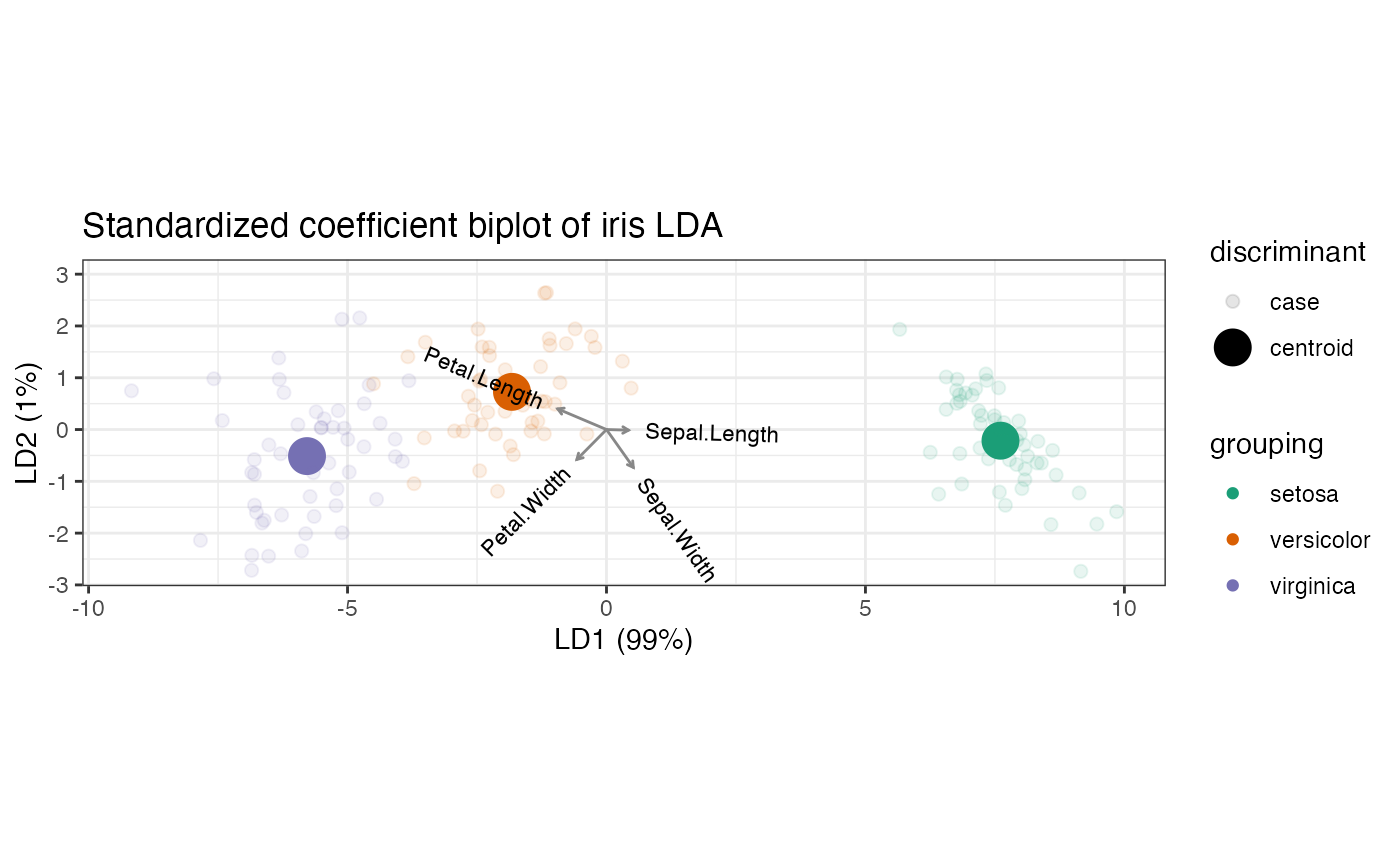 Standardized coefficient biplot of iris LDA
3
2
1
0
-1
-2
-3
LD2 (1%)
Petal.Length
Sepal.Length
Petal.Width
Sepal.Width
-10
-5
0
5
10
LD1 (99%)
discriminant
case
centroid
grouping
setosa
versicolor
virginica